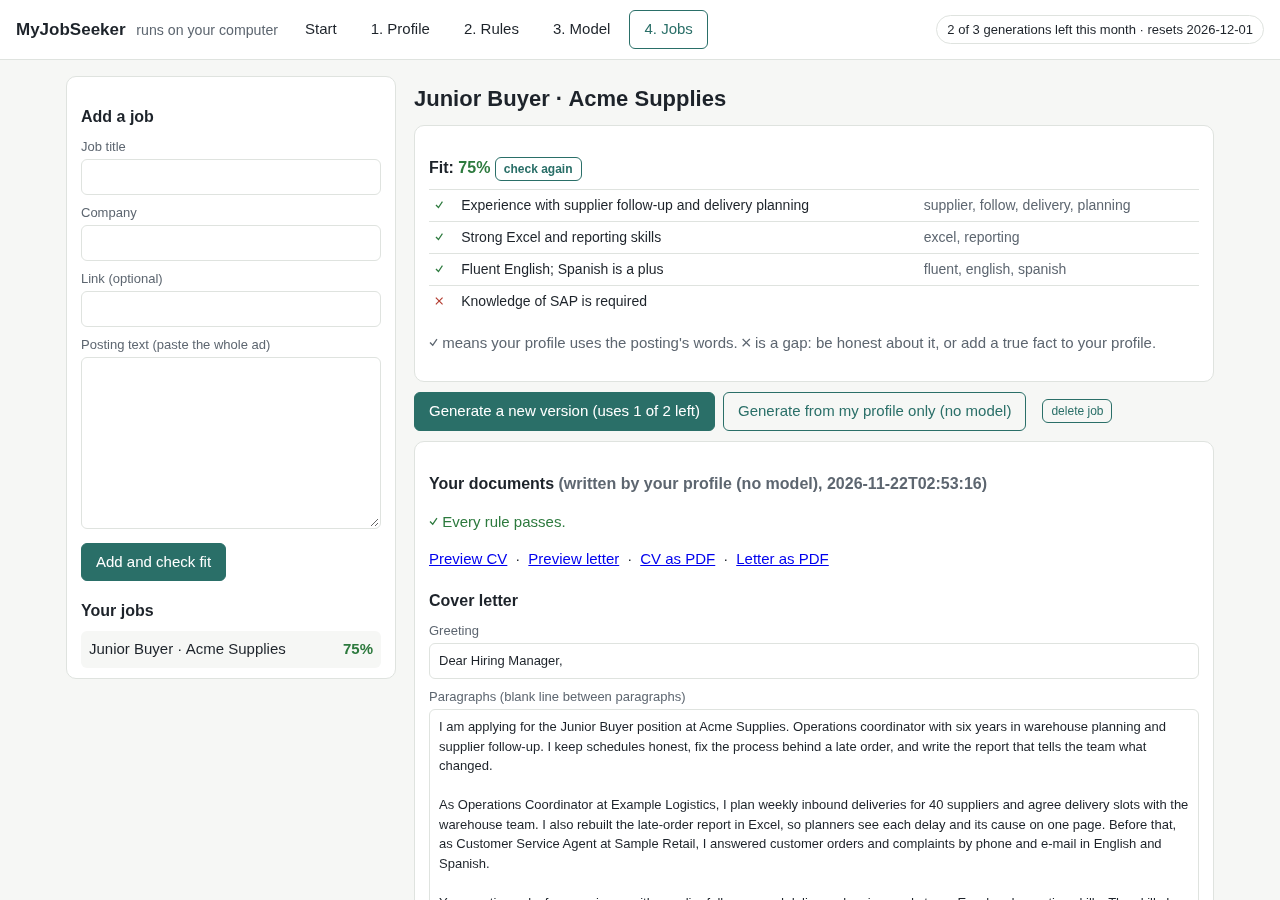 MyJobSeeker runs on your computer Start 1. Profile 2. Rules 3. Model 4. Jobs 2 of 3 generations left this month · resets 2026-12-01
Add a job
Job title
Company
Link (optional)
Posting text (paste the whole ad)
Add and check fit
Your jobs
Junior Buyer · Acme Supplies 75%
Junior Buyer · Acme Supplies
Fit: 75% check again
✓ Experience with supplier follow-up and delivery planning supplier, follow, delivery, planning
✓ Strong Excel and reporting skills excel, reporting
✓ Fluent English; Spanish is a plus fluent, english, spanish
✕ Knowledge of SAP is required
✓ means your profile uses the posting's words. ✕ is a gap: be honest about it, or add a true fact to your profile.
Generate a new version (uses 1 of 2 left) Generate from my profile only (no model) delete job
Your documents (written by your profile (no model), 2026-11-22T02:53:16)
✓ Every rule passes.
Preview CV · Preview letter · CV as PDF · Letter as PDF
Cover letter
Greeting
Dear Hiring Manager,
Paragraphs (blank line between paragraphs)
I am applying for the Junior Buyer position at Acme Supplies. Operations coordinator with six years in warehouse planning and
supplier follow-up. I keep schedules honest, fix the process behind a late order, and write the report that tells the team what
changed.
As Operations Coordinator at Example Logistics, I plan weekly inbound deliveries for 40 suppliers and agree delivery slots with the
warehouse team. I also rebuilt the late-order report in Excel, so planners see each delay and its cause on one page. Before that,
as Customer Service Agent at Sample Retail, I answered customer orders and complaints by phone and e-mail in English and
Spanish.